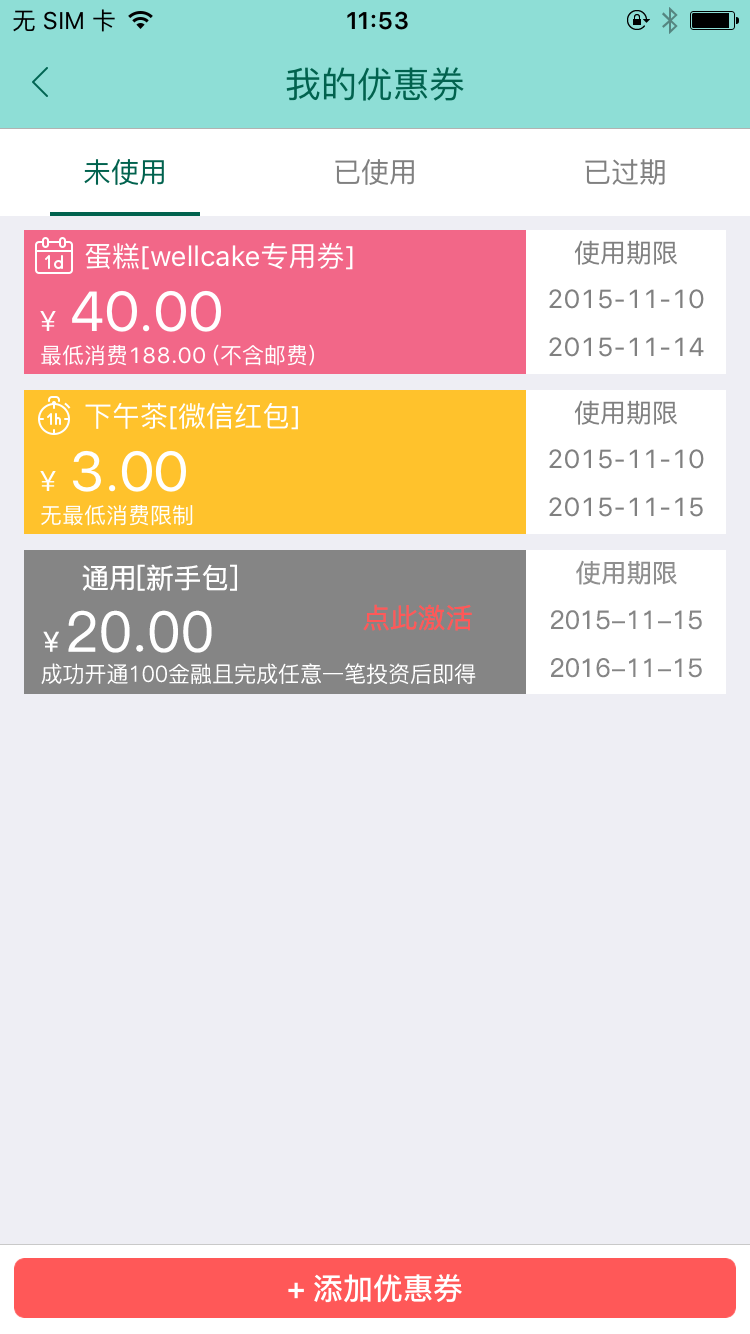 无 SIM 卡 11:53
我的优惠券
未使用 已使用 已过期
1d 蛋糕[wellcake专用券]
¥ 40.00
最低消费188.00 (不含邮费)
使用期限
2015-11-10
2015-11-14
1h 下午茶[微信红包]
¥ 3.00
无最低消费限制
使用期限
2015-11-10
2015-11-15
通用[新手包]
¥ 20.00
点此激活
成功开通100金融且完成任意一笔投资后即得
使用期限
2015–11–15
2016–11–15
+ 添加优惠券